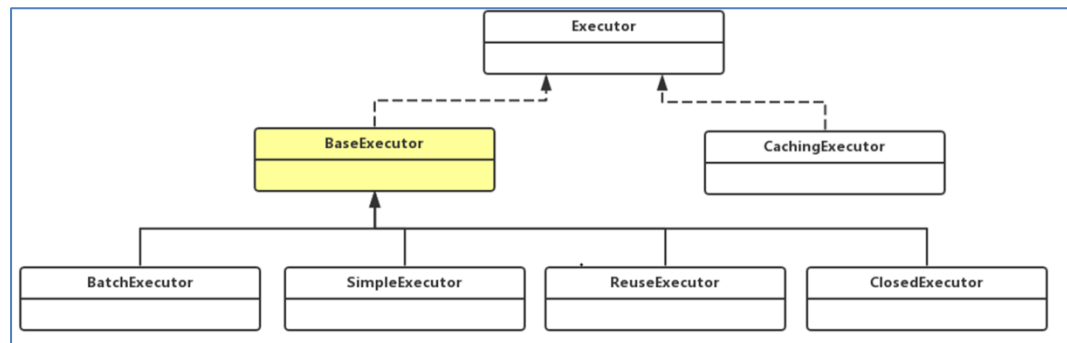 Executor
BaseExecutor
CachingExecutor
BatchExecutor
SimpleExecutor
ReuseExecutor
ClosedExecutor